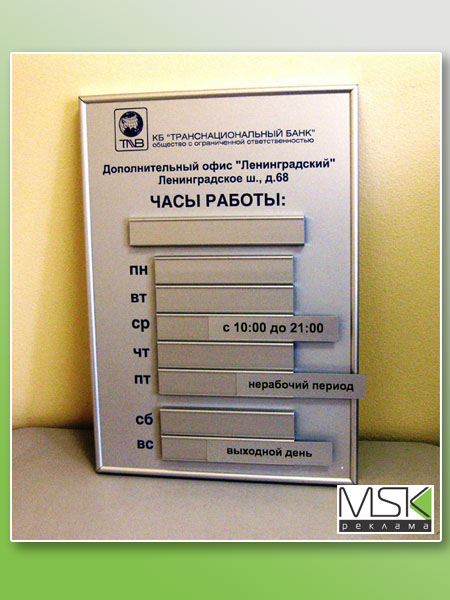 TNB
КБ "ТРАНСНАЦИОНАЛЬНЫЙ БАНК"
общество с ограниченной ответственностью
Дополнительный офис "Ленинградский"
Ленинградское ш., д.68
ЧАСЫ РАБОТЫ:
ПН
ВТ
СР с 10:00 до 21:00
ЧТ
ПТ нерабочий период
СБ
ВС выходной день
MSK
реклама